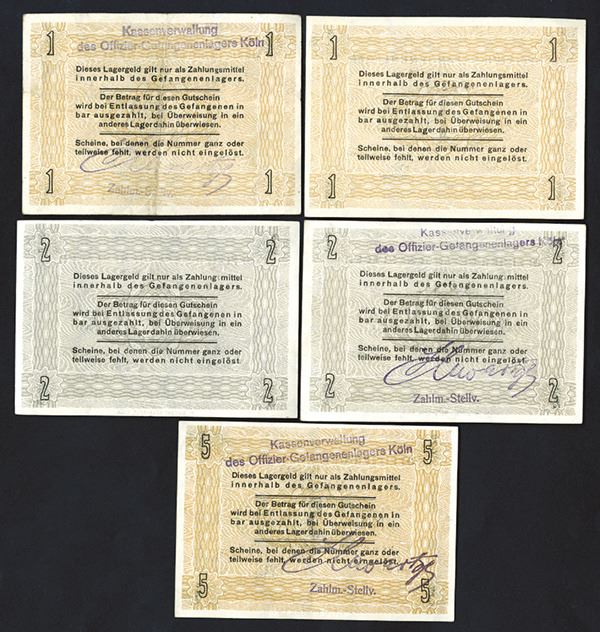 Kassenverwaltung
des Offizier-Gefangenenlagers Köln
1 1
Dieses Lagergeld gilt nur als Zahlungsmittel
innerhalb des Gefangenenlagers.
Der Betrag für diesen Gutschein
wird bei Entlassung des Gefangenen in
bar ausgezahlt, bei Überweisung in ein
anderes Lager dahin überwiesen.
Scheine, bei denen die Nummer ganz oder
teilweise fehlt, werden nicht eingelöst.
1 1
Zahlm.-Stellv.
1 1
Dieses Lagergeld gilt nur als Zahlungsmittel
innerhalb des Gefangenenlagers.
Der Betrag für diesen Gutschein
wird bei Entlassung des Gefangenen in
bar ausgezahlt, bei Überweisung in ein
anderes Lager dahin überwiesen.
Scheine, bei denen die Nummer ganz oder
teilweise fehlt, werden nicht eingelöst.
1 1
2 2
Dieses Lagergeld gilt nur als Zahlungsmittel
innerhalb des Gefangenenlagers.
Der Betrag für diesen Gutschein
wird bei Entlassung des Gefangenen in
bar ausgezahlt, bei Überweisung in ein
anderes Lager dahin überwiesen.
Scheine, bei denen die Nummer ganz oder
teilweise fehlt, werden nicht eingelöst.
2 2
Kassenverwaltung
des Offizier-Gefangenenlagers Köln
2 2
Dieses Lagergeld gilt nur als Zahlungsmittel
innerhalb des Gefangenenlagers.
Der Betrag für diesen Gutschein
wird bei Entlassung des Gefangenen in
bar ausgezahlt, bei Überweisung in ein
anderes Lager dahin überwiesen.
Scheine, bei denen die Nummer ganz oder
teilweise fehlt, werden nicht eingelöst.
2 2
Zahlm.-Stellv.
Kassenverwaltung
des Offizier-Gefangenenlagers Köln
5 5
Dieses Lagergeld gilt nur als Zahlungsmittel
innerhalb des Gefangenenlagers.
Der Betrag für diesen Gutschein
wird bei Entlassung des Gefangenen in
bar ausgezahlt, bei Überweisung in ein
anderes Lager dahin überwiesen.
Scheine, bei denen die Nummer ganz oder
teilweise fehlt, werden nicht eingelöst.
5 5
Zahlm.-Stellv.